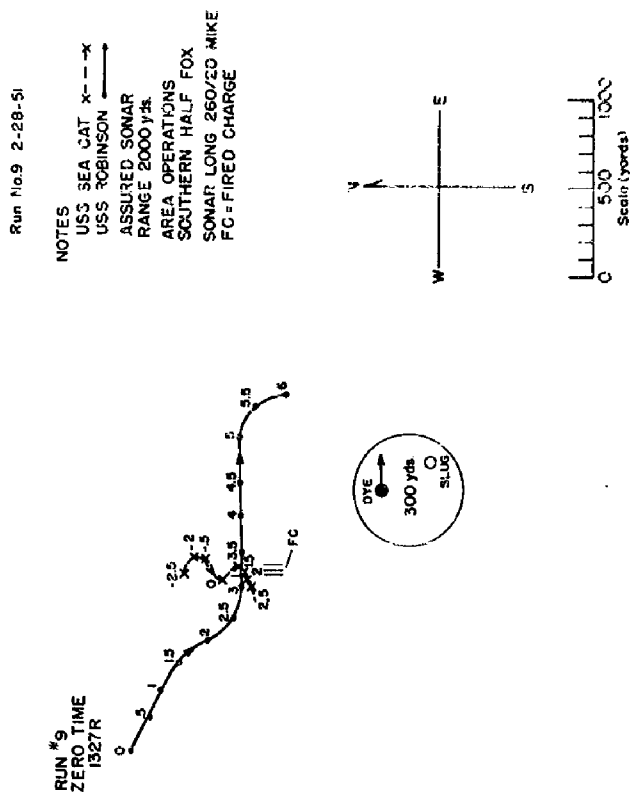 Run No.9 2-28-51
NOTES
USS SEA CAT x---x
USS ROBINSON
ASSURED SONAR
RANGE 2000 yds.
AREA OPERATIONS
SOUTHERN HALF FOX
SONAR LONG 260/20 MIKE
FC = FIRED CHARGE
RUN #9
ZERO TIME
1327R
0
.5
1
1.5
2
2.5
3
3.5
4
4.5
5
5.5
6
-2.5
-2
-.5
0
1.5
2
2.5
FC
DYE
300 yds.
SLUG
N
W
E
S
0
500
1000
Scale (yards)